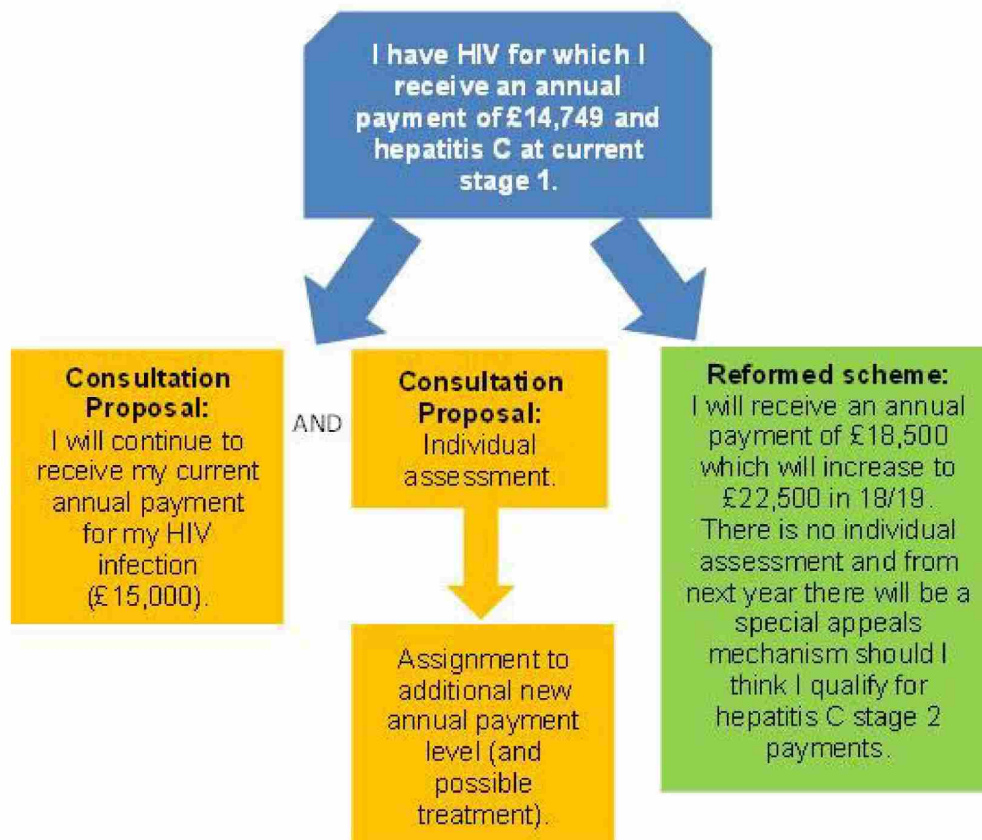 I have HIV for which I
receive an annual
payment of £14,749 and
hepatitis C at current
stage 1.
Consultation
Proposal:
I will continue to
receive my current
annual payment
for my HIV
infection
(£15,000).
AND
Consultation
Proposal:
Individual
assessment.
Assignment to
additional new
annual payment
level (and
possible
treatment).
Reformed scheme:
I will receive an annual
payment of £18,500
which will increase to
£22,500 in 18/19.
There is no individual
assessment and from
next year there will be a
special appeals
mechanism should I
think I qualify for
hepatitis C stage 2
payments.